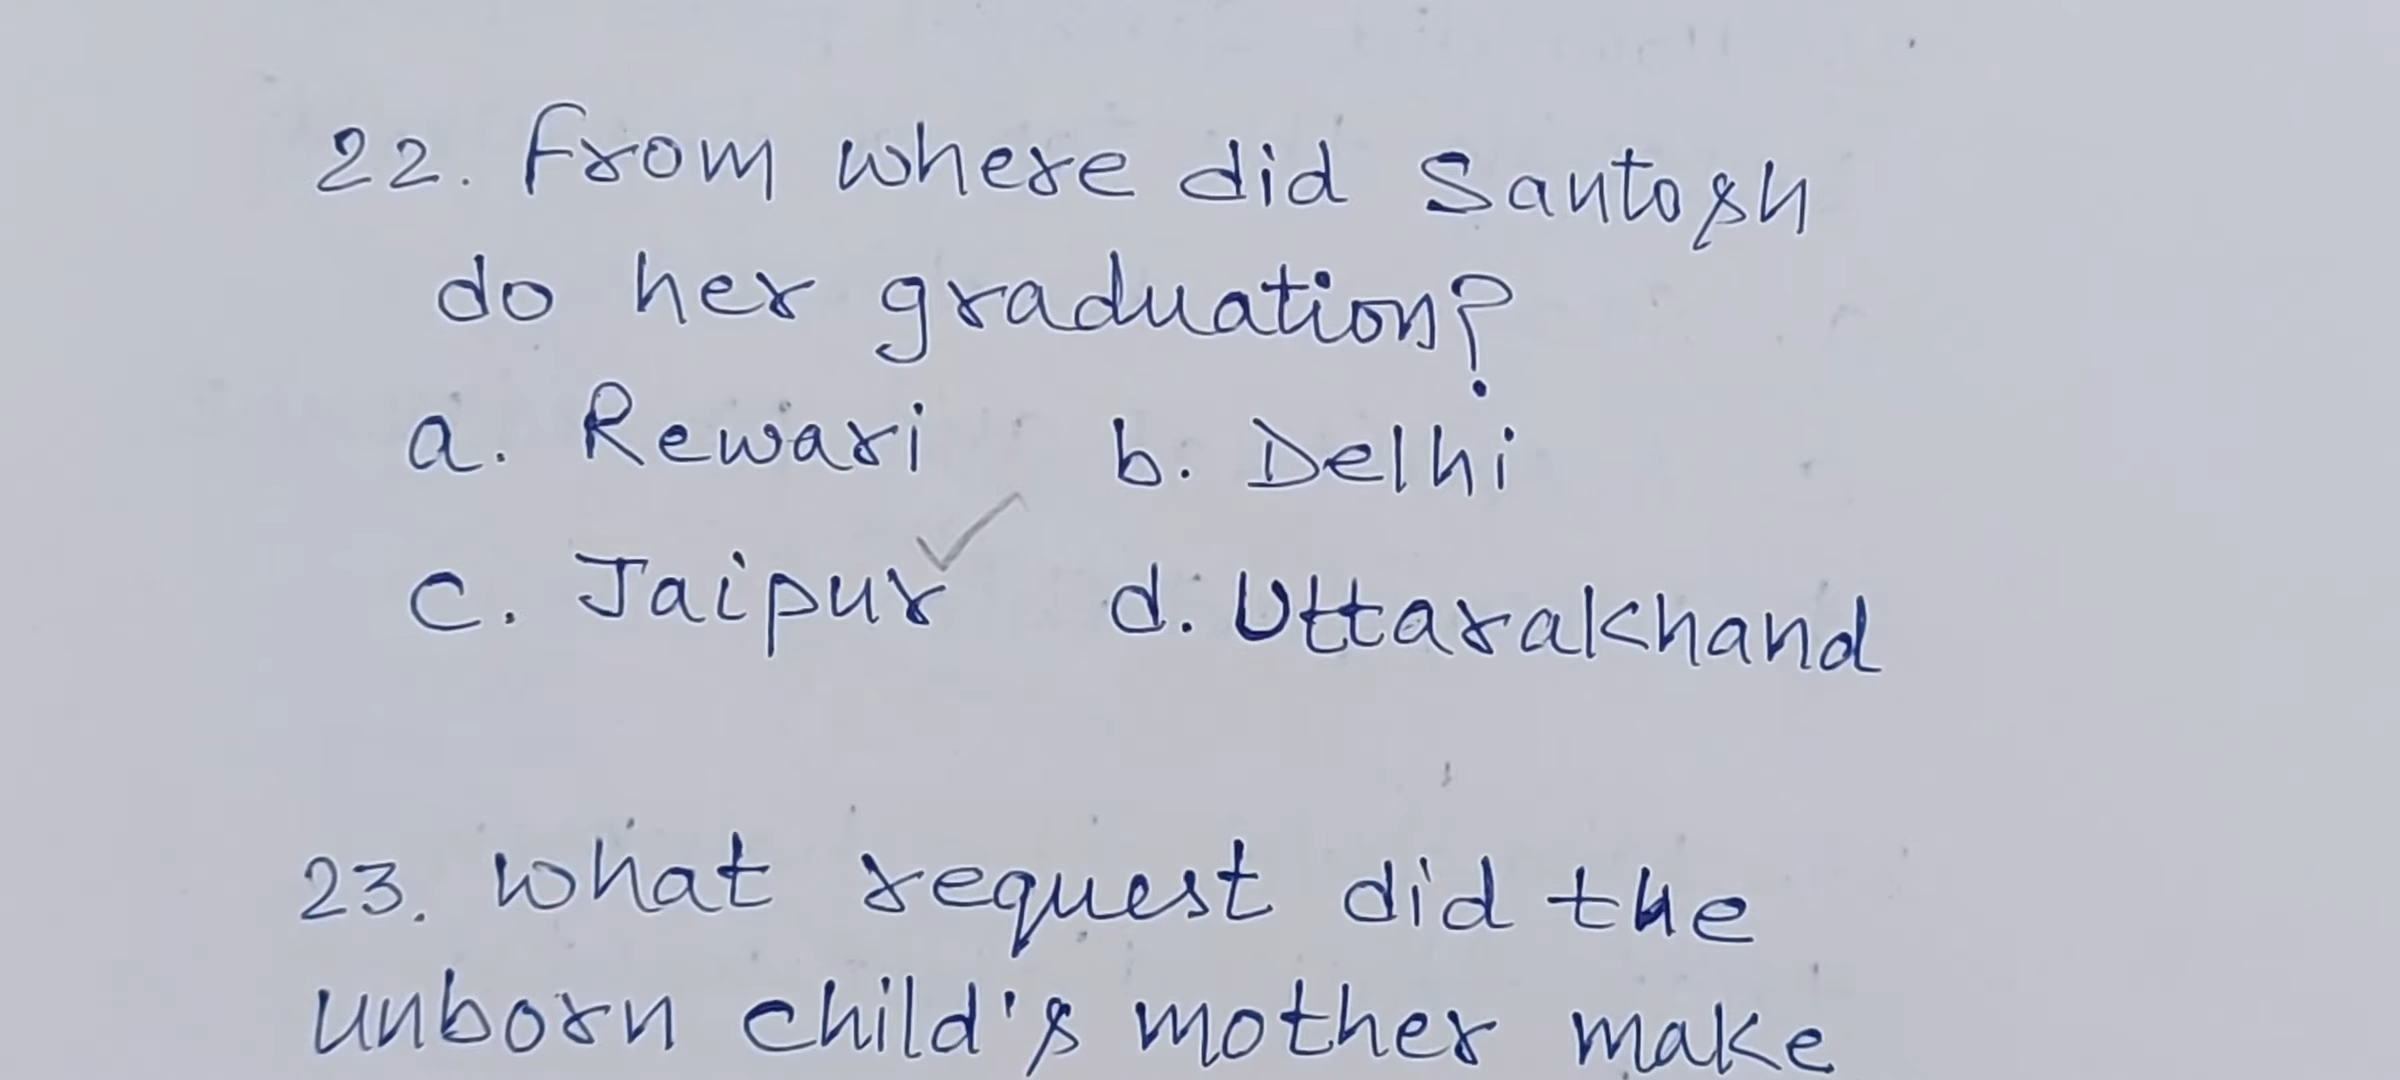 22. From where did Santosh
do her graduation?
a. Rewari b. Delhi
c. Jaipur d. Uttarakhand
23. What request did the
unborn child's mother make